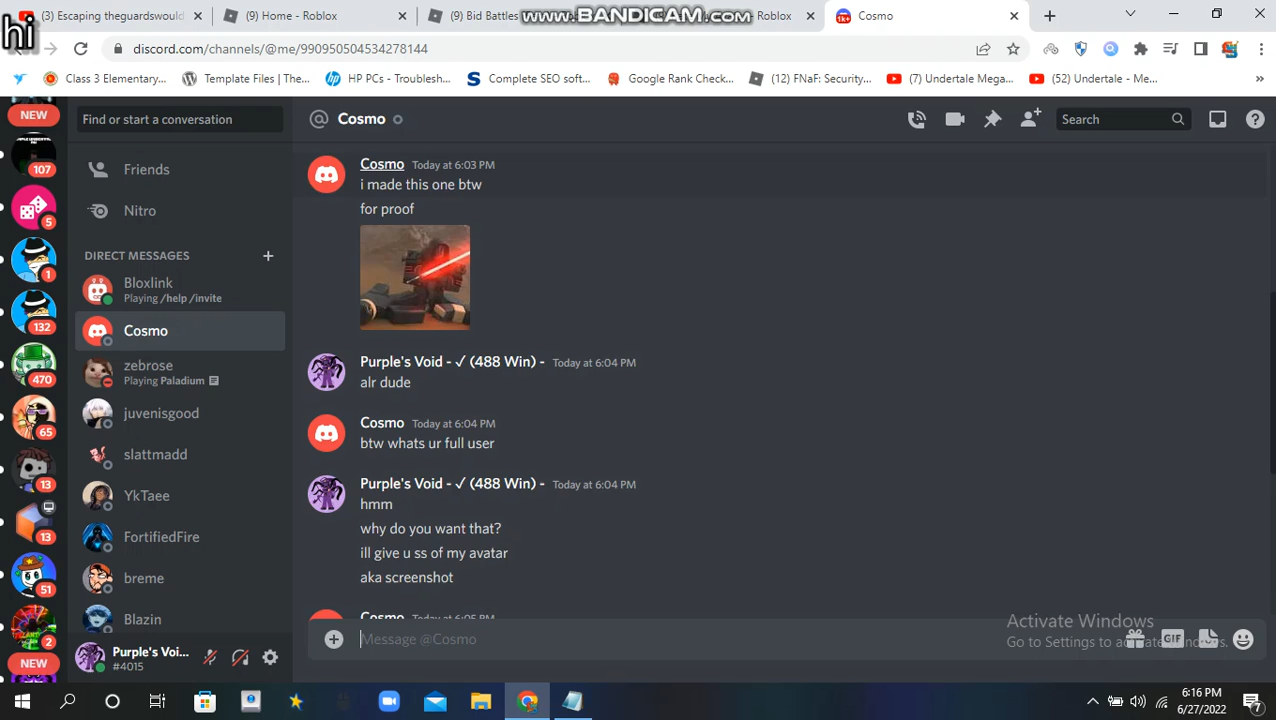 (3) Escaping theguardswould
(9) Home - Roblox
(9) Bid Battles
www.BANDICAM.com
Roblox
Cosmo
hi
discord.com/channels/@me/990950504534278144
Class 3 Elementary...
Template Files | The...
HP PCs - Troublesh...
Complete SEO soft...
Google Rank Check...
(12) FNaF: Security...
(7) Undertale Mega...
(52) Undertale - Me...
»
NEW
107
5
1
132
470
65
13
13
51
2
NEW
Find or start a conversation
Friends
Nitro
DIRECT MESSAGES
Bloxlink
Playing /help /invite
Cosmo
zebrose
Playing Paladium
juvenisgood
slattmadd
YkTaee
FortifiedFire
breme
Blazin
Purple's Voi...
#4015
@ Cosmo
Search
Cosmo Today at 6:03 PM
i made this one btw
for proof
Purple's Void - ✓ (488 Win) - Today at 6:04 PM
alr dude
Cosmo Today at 6:04 PM
btw whats ur full user
Purple's Void - ✓ (488 Win) - Today at 6:04 PM
hmm
why do you want that?
ill give u ss of my avatar
aka screenshot
Cosmo Today at 6:05 PM
Message @Cosmo
GIF
Activate Windows
Go to Settings to activate Windows.
6:16 PM
6/27/2022
7